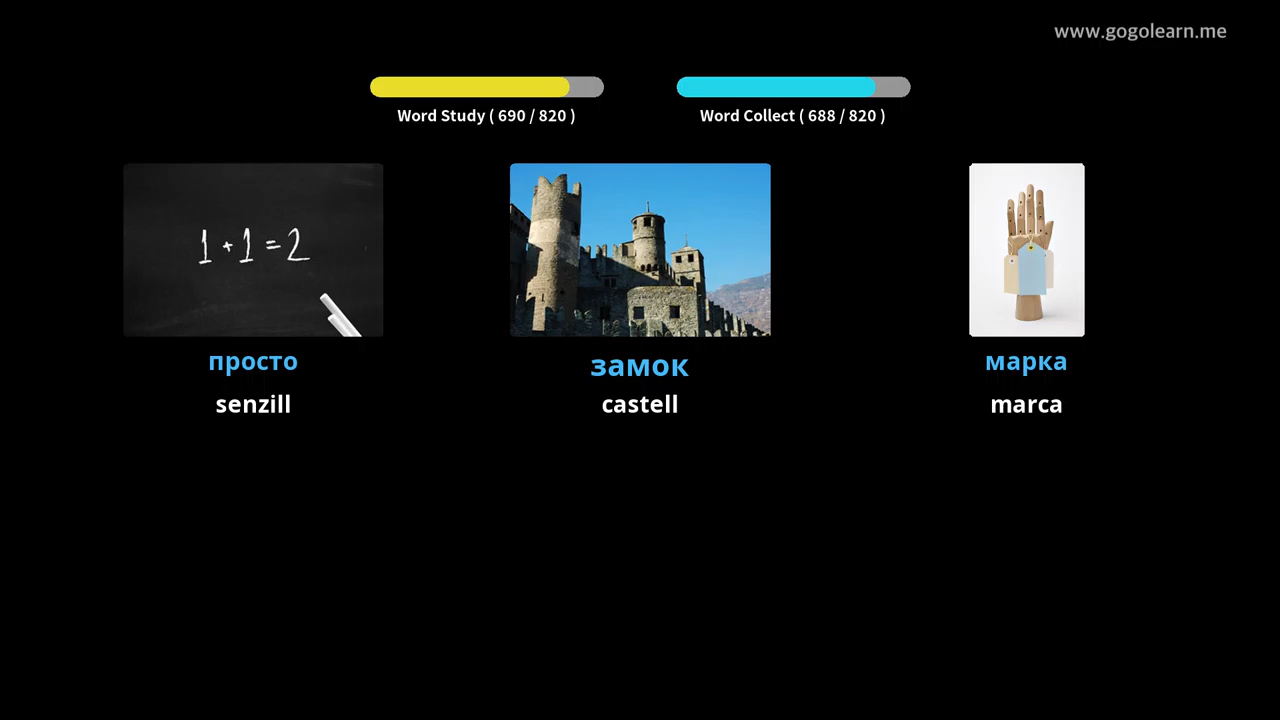 www.gogolearn.me
Word Study ( 690 / 820 )
Word Collect ( 688 / 820 )
1 + 1 = 2
просто
замок
марка
senzill
castell
marca